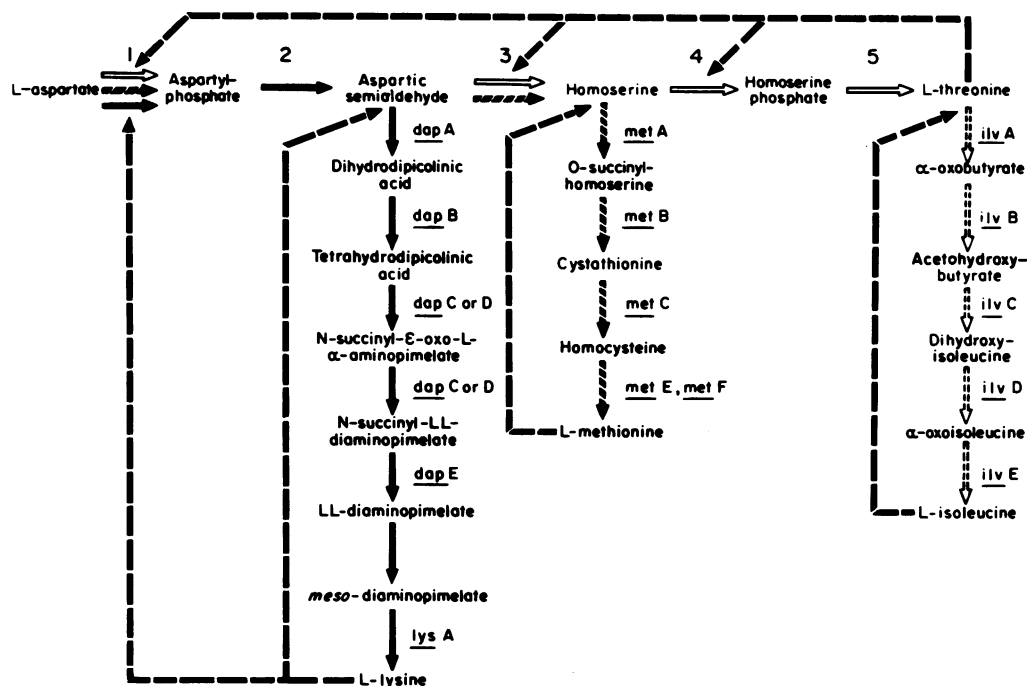 1 2 3 4 5
L-aspartate
Aspartyl-
phosphate
Aspartic
semialdehyde
Homoserine
Homoserine
phosphate
L-threonine
dap A
Dihydrodipicolinic
acid
dap B
Tetrahydrodipicolinic
acid
dap C or D
N-succinyl-ε-oxo-L-
α-aminopimelate
dap C or D
N-succinyl-LL-
diaminopimelate
dap E
LL-diaminopimelate
meso-diaminopimelate
lys A
L-lysine
met A
O-succinyl-
homoserine
met B
Cystathionine
met C
Homocysteine
met E, met F
L-methionine
ilv A
α-oxobutyrate
ilv B
Acetohydroxy-
butyrate
ilv C
Dihydroxy-
isoleucine
ilv D
α-oxoisoleucine
ilv E
L-isoleucine